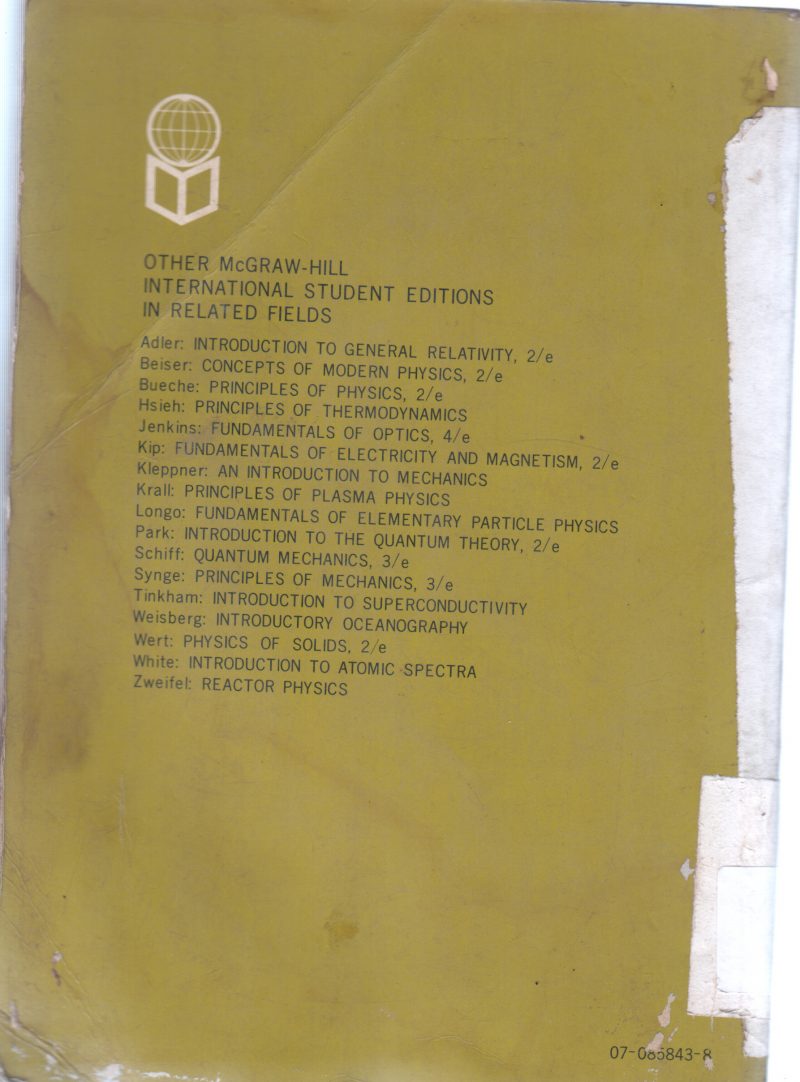 OTHER McGRAW-HILL
INTERNATIONAL STUDENT EDITIONS
IN RELATED FIELDS
Adler: INTRODUCTION TO GENERAL RELATIVITY, 2/e
Beiser: CONCEPTS OF MODERN PHYSICS, 2/e
Bueche: PRINCIPLES OF PHYSICS, 2/e
Hsieh: PRINCIPLES OF THERMODYNAMICS
Jenkins: FUNDAMENTALS OF OPTICS, 4/e
Kip: FUNDAMENTALS OF ELECTRICITY AND MAGNETISM, 2/e
Kleppner: AN INTRODUCTION TO MECHANICS
Krall: PRINCIPLES OF PLASMA PHYSICS
Longo: FUNDAMENTALS OF ELEMENTARY PARTICLE PHYSICS
Park: INTRODUCTION TO THE QUANTUM THEORY, 2/e
Schiff: QUANTUM MECHANICS, 3/e
Synge: PRINCIPLES OF MECHANICS, 3/e
Tinkham: INTRODUCTION TO SUPERCONDUCTIVITY
Weisberg: INTRODUCTORY OCEANOGRAPHY
Wert: PHYSICS OF SOLIDS, 2/e
White: INTRODUCTION TO ATOMIC SPECTRA
Zweifel: REACTOR PHYSICS
07-085843-8